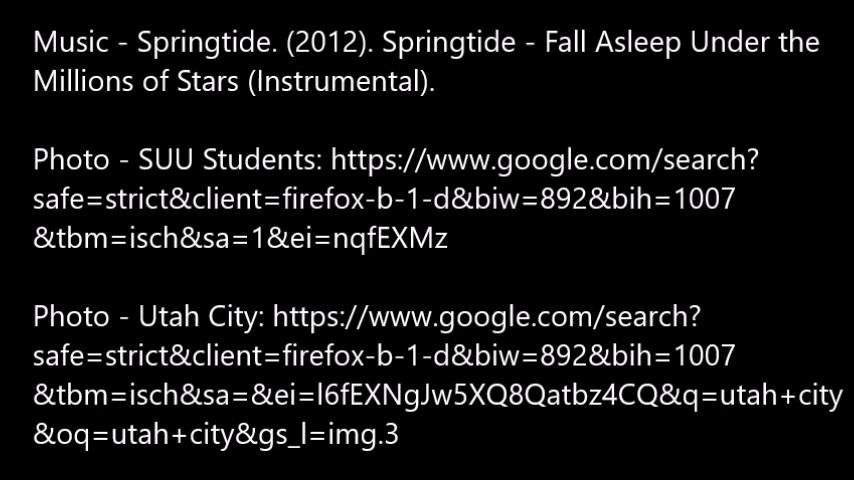 Music - Springtide. (2012). Springtide - Fall Asleep Under the
Millions of Stars (Instrumental).
Photo - SUU Students: https://www.google.com/search?
safe=strict&client=firefox-b-1-d&biw=892&bih=1007
&tbm=isch&sa=1&ei=nqfEXMz
Photo - Utah City: https://www.google.com/search?
safe=strict&client=firefox-b-1-d&biw=892&bih=1007
&tbm=isch&sa=&ei=l6fEXNgJw5XQ8Qatbz4CQ&q=utah+city
&oq=utah+city&gs_l=img.3